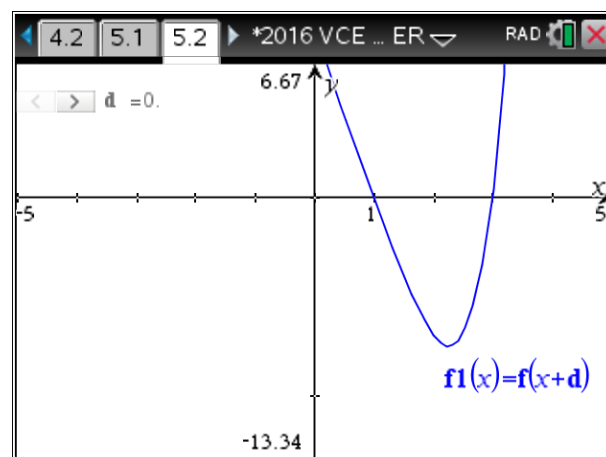 4.2 5.1 5.2 *2016 VCE ... ER RAD
6.67 y
< > d =0.
x
-5 1 5
f1(x)=f(x+d)
-13.34